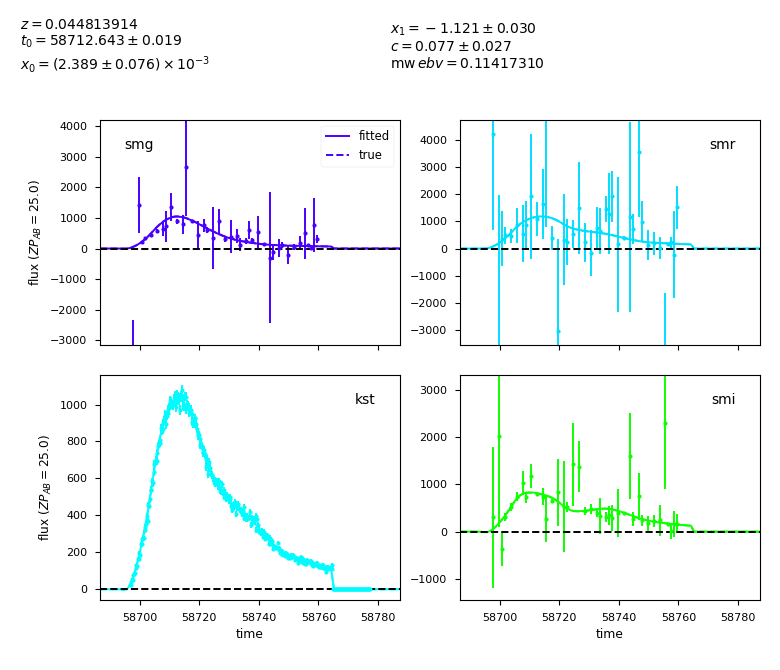 z = 0.044813914
t₀ = 58712.643 ± 0.019
x₀ = (2.389 ± 0.076) × 10⁻³
x₁ = −1.121 ± 0.030
c = 0.077 ± 0.027
mw ebv = 0.11417310
smg
fitted
true
4000
3000
2000
1000
0
−1000
−2000
−3000
flux (ZP_AB = 25.0)
smr
4000
3000
2000
1000
0
−1000
−2000
−3000
kst
1000
800
600
400
200
0
flux (ZP_AB = 25.0)
58700 58720 58740 58760 58780
time
smi
3000
2000
1000
0
−1000
58700 58720 58740 58760 58780
time